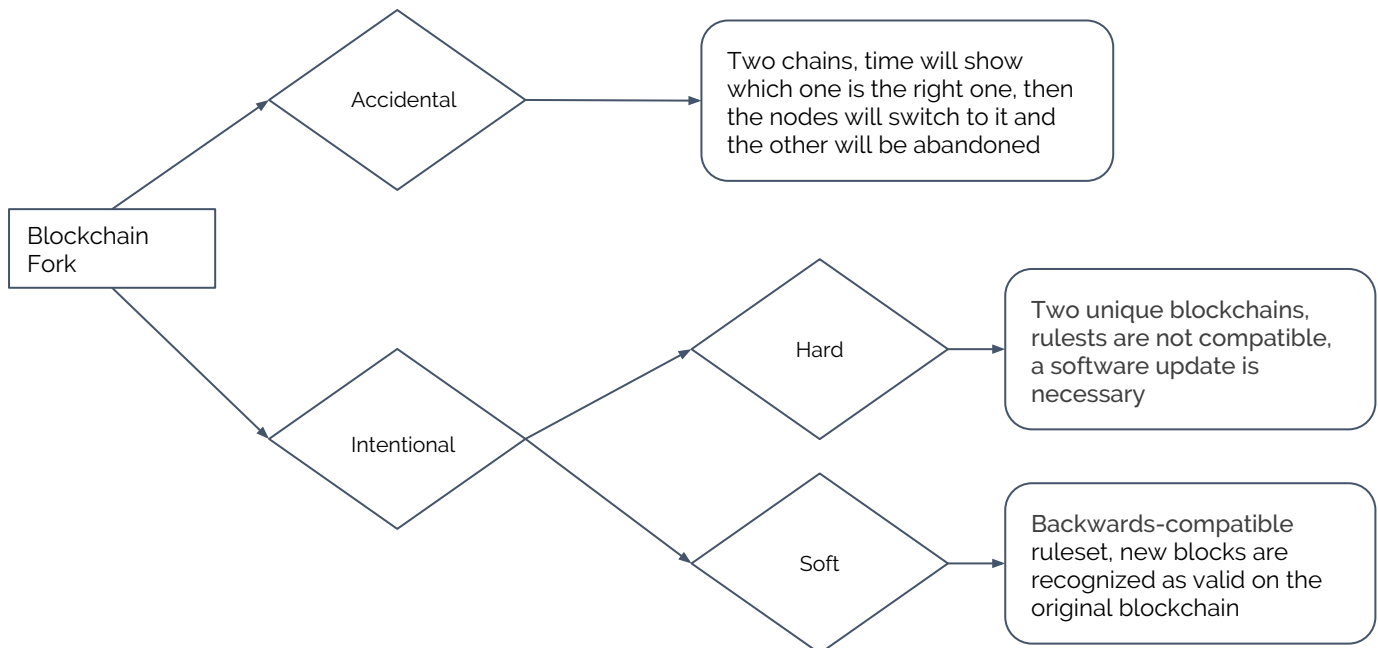 Accidental
Two chains, time will show
which one is the right one, then
the nodes will switch to it and
the other will be abandoned
Blockchain
Fork
Intentional
Hard
Two unique blockchains,
rulests are not compatible,
a software update is
necessary
Soft
Backwards-compatible
ruleset, new blocks are
recognized as valid on the
original blockchain